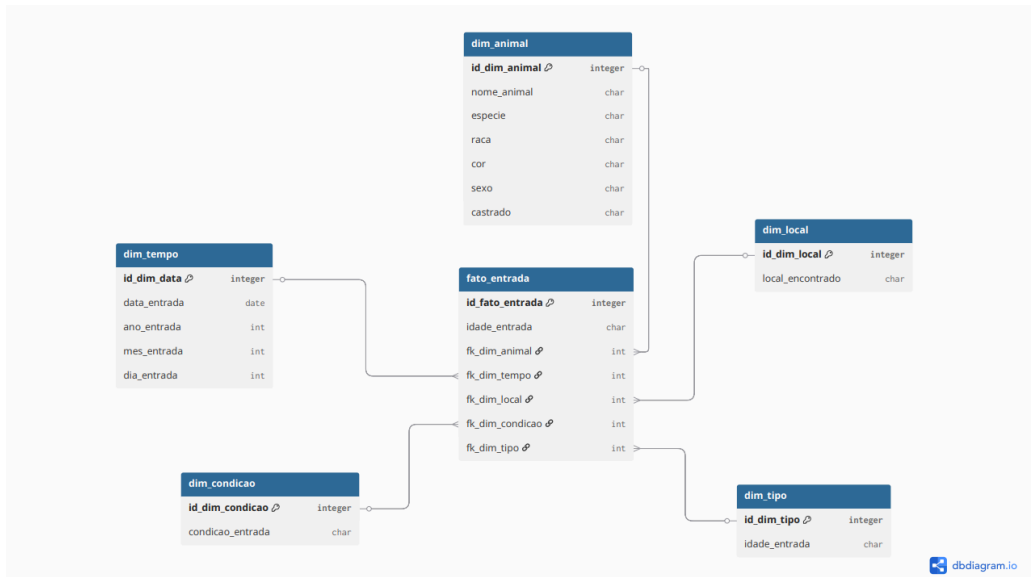 dim_animal
id_dim_animal integer
nome_animal char
especie char
raca char
cor char
sexo char
castrado char
dim_local
id_dim_local integer
local_encontrado char
dim_tempo
id_dim_data integer
data_entrada date
ano_entrada int
mes_entrada int
dia_entrada int
fato_entrada
id_fato_entrada integer
idade_entrada char
fk_dim_animal int
fk_dim_tempo int
fk_dim_local int
fk_dim_condicao int
fk_dim_tipo int
dim_condicao
id_dim_condicao integer
condicao_entrada char
dim_tipo
id_dim_tipo integer
idade_entrada char
dbdiagram.io